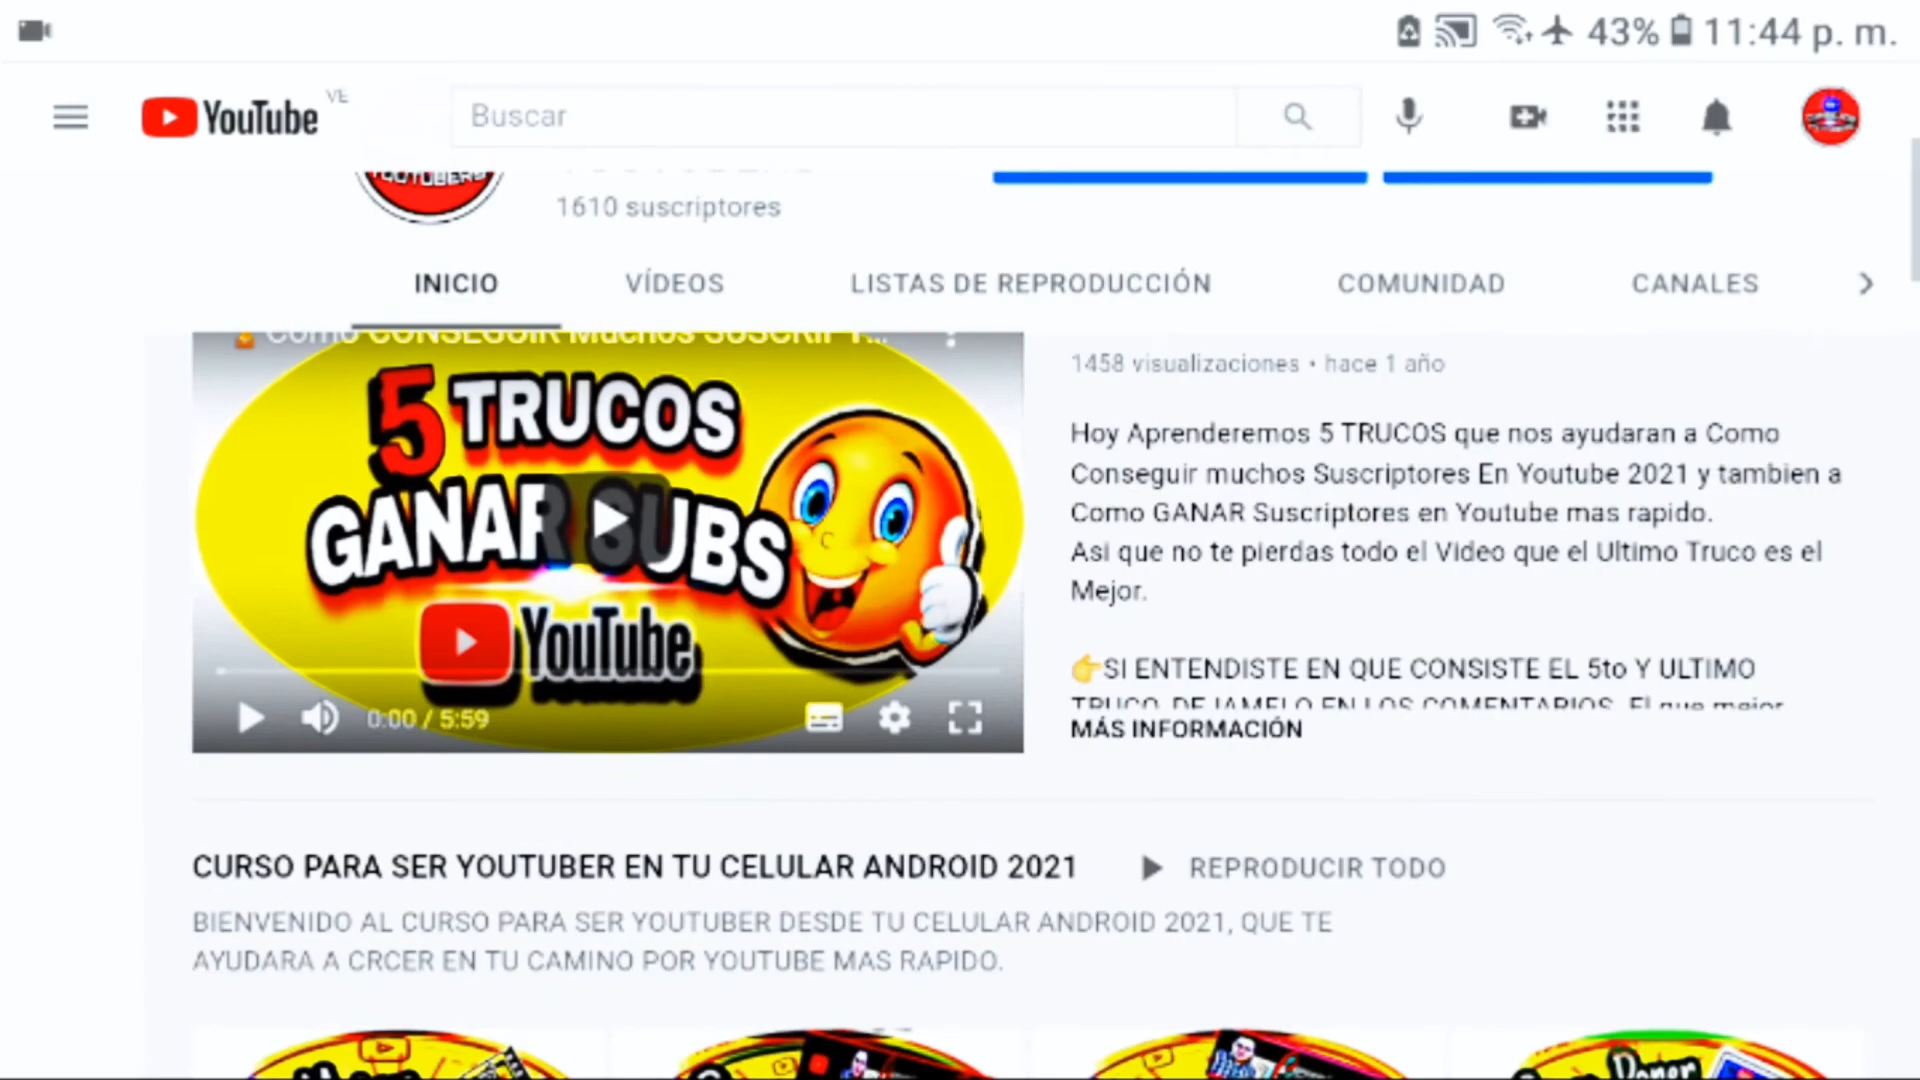 43% 11:44 p. m.
YouTube VE
Buscar
YOUTUBERS
1610 suscriptores
INICIO VÍDEOS LISTAS DE REPRODUCCIÓN COMUNIDAD CANALES
Como CONSEGUIR Muchos SUSCRIPT...
5 TRUCOS
GANAR SUBS
YouTube
0:00 / 5:59
1458 visualizaciones • hace 1 año
Hoy Aprenderemos 5 TRUCOS que nos ayudaran a Como
Conseguir muchos Suscriptores En Youtube 2021 y tambien a
Como GANAR Suscriptores en Youtube mas rapido.
Asi que no te pierdas todo el Video que el Ultimo Truco es el
Mejor.
👉SI ENTENDISTE EN QUE CONSISTE EL 5to Y ULTIMO
TRUCO, DEJAMELO EN LOS COMENTARIOS. El que mejor
MÁS INFORMACIÓN
CURSO PARA SER YOUTUBER EN TU CELULAR ANDROID 2021 REPRODUCIR TODO
BIENVENIDO AL CURSO PARA SER YOUTUBER DESDE TU CELULAR ANDROID 2021, QUE TE
AYUDARA A CRCER EN TU CAMINO POR YOUTUBE MAS RAPIDO.
Poner